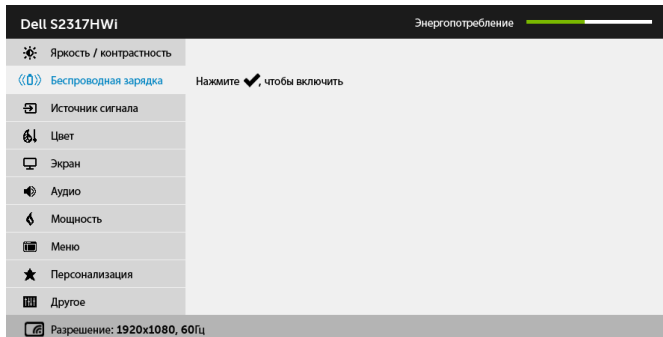 Dell S2317HWi
Энергопотребление
Яркость / контрастность
Беспроводная зарядка
Нажмите ✔, чтобы включить
Источник сигнала
Цвет
Экран
Аудио
Мощность
Меню
Персонализация
Другое
Разрешение: 1920x1080, 60Гц